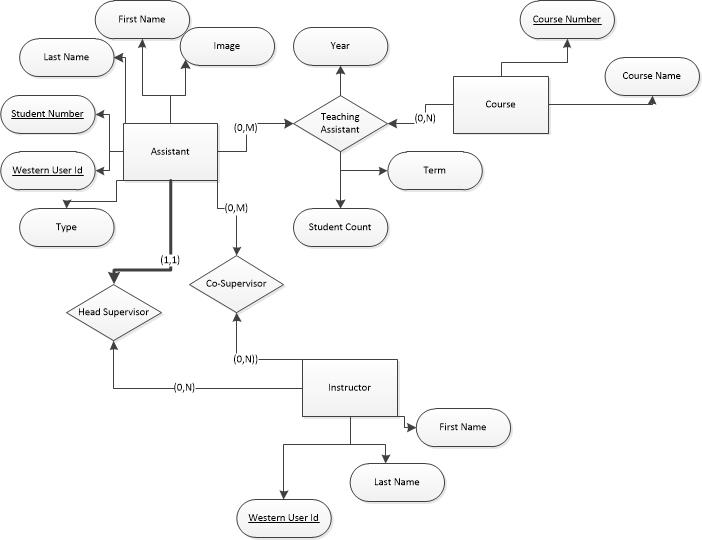 First Name
Image
Year
Course Number
Last Name
Course Name
Student Number
Teaching
Assistant
Course
(0,M)
(0,N)
Assistant
Western User Id
Term
Type
(0,M)
Student Count
(1,1)
Co-Supervisor
Head Supervisor
(0,N))
(0,N)
Instructor
First Name
Last Name
Western User Id